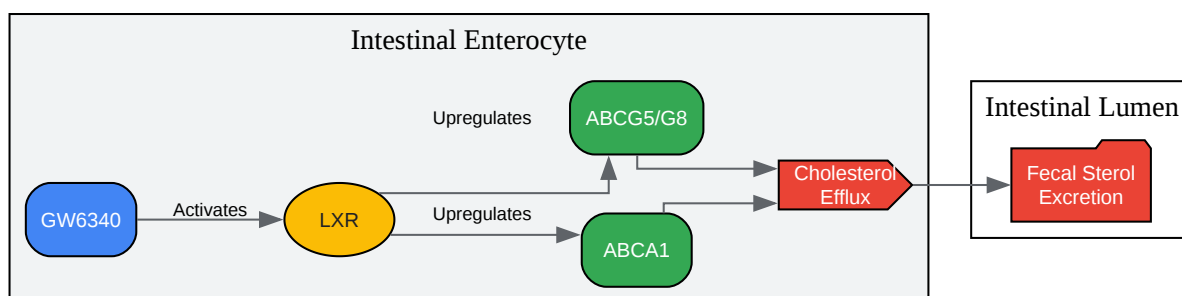 Intestinal Enterocyte
Intestinal Lumen
Upregulates
ABCG5/G8
Cholesterol
Efflux
Fecal Sterol
Excretion
GW6340
Activates
LXR
Upregulates
ABCA1